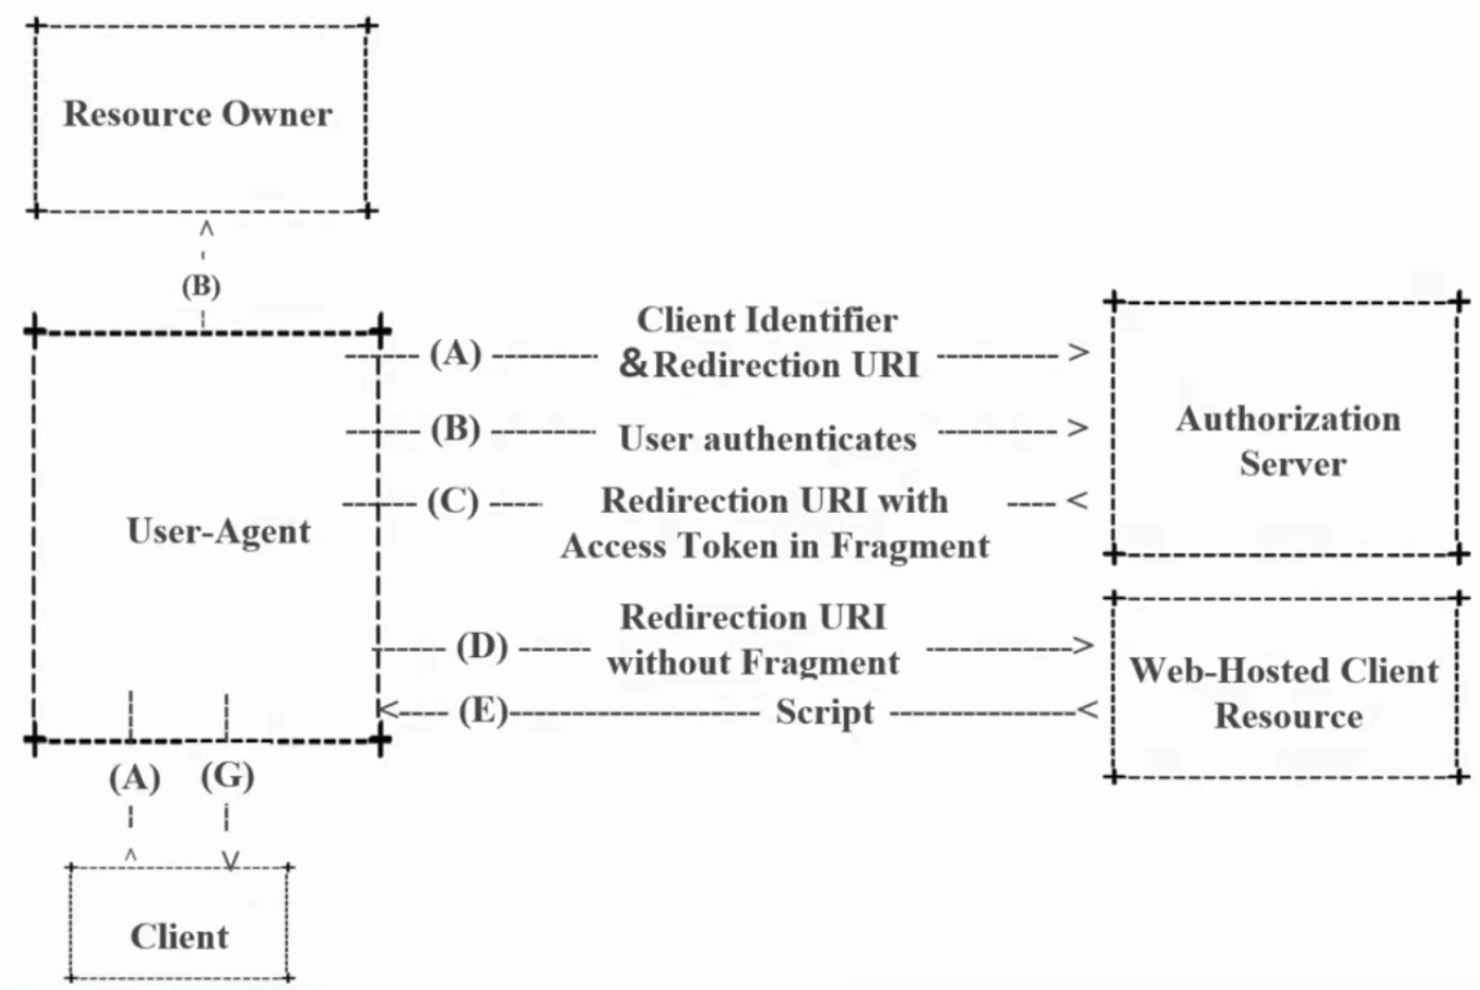 Resource Owner
(B)
Client Identifier
(A) &Redirection URI
(B) User authenticates
(C) Redirection URI with
Access Token in Fragment
Authorization
Server
User-Agent
Redirection URI
(D) without Fragment
(E) Script
Web-Hosted Client
Resource
(A) (G)
Client